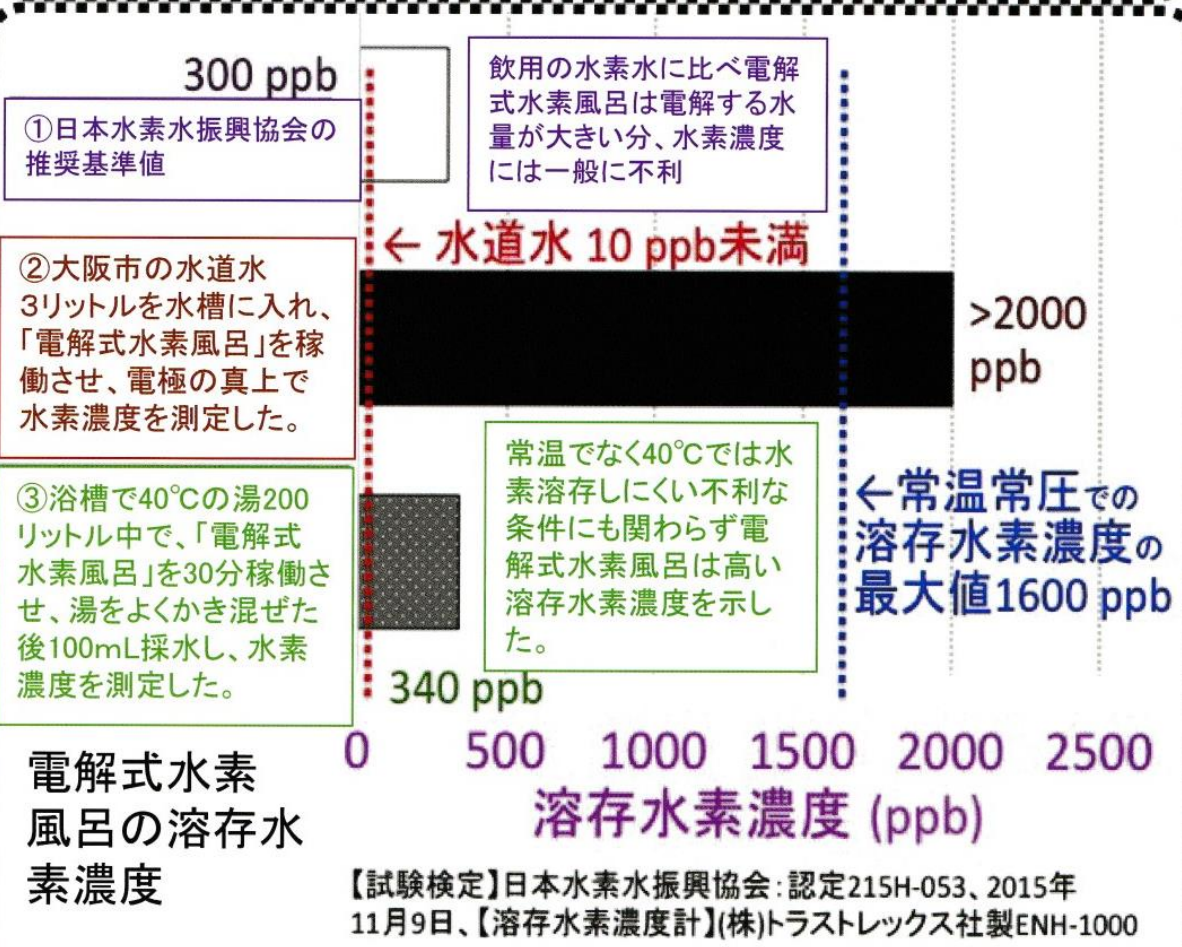 300 ppb
①日本水素水振興協会の
推奨基準値
飲用の水素水に比べ電解
式水素風呂は電解する水
量が大きい分、水素濃度
には一般に不利
← 水道水 10 ppb未満
②大阪市の水道水
3リットルを水槽に入れ、
「電解式水素風呂」を稼
働させ、電極の真上で
水素濃度を測定した。
>2000
ppb
③浴槽で40℃の湯200
リットル中で、「電解式
水素風呂」を30分稼働さ
せ、湯をよくかき混ぜた
後100mL採水し、水素
濃度を測定した。
常温でなく40℃では水
素溶存しにくい不利な
条件にも関わらず電
解式水素風呂は高い
溶存水素濃度を示し
た。
←常温常圧での
溶存水素濃度の
最大値1600 ppb
340 ppb
0 500 1000 1500 2000 2500
溶存水素濃度 (ppb)
電解式水素
風呂の溶存水
素濃度
【試験検定】日本水素水振興協会:認定215H-053、2015年
11月9日、【溶存水素濃度計】(株)トラストレックス社製ENH-1000